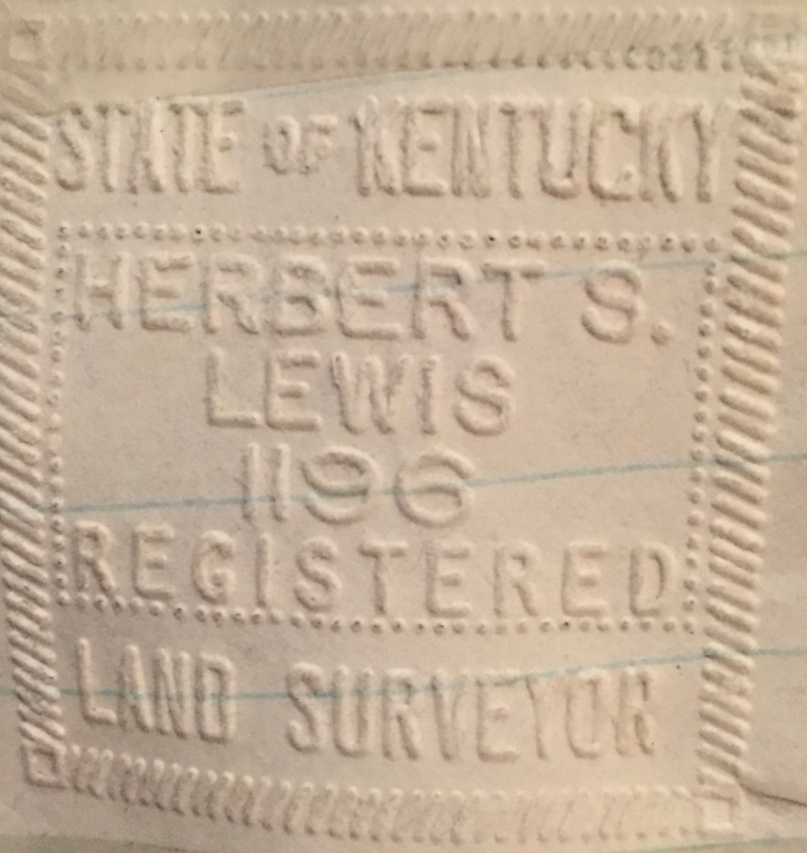 STATE OF KENTUCKY
HERBERT S.
LEWIS
1196
REGISTERED
LAND SURVEYOR